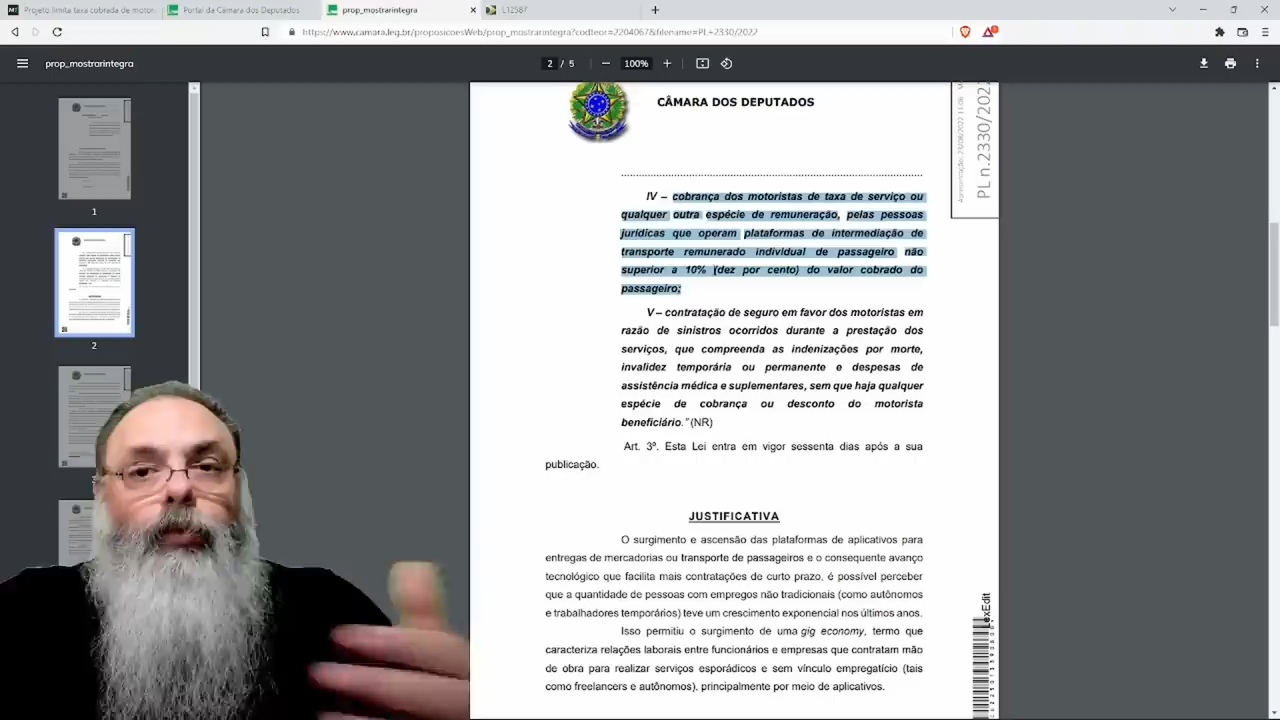 Projeto limita taxa cobrada de motor
Portal da Câmara dos Deputados
prop_mostrarintegra
L12587
https://www.camara.leg.br/proposicoesWeb/prop_mostrarintegra?codteor=2204067&filename=PL+2330/2022
prop_mostrarintegra
2 / 5
100%
1
2
CÂMARA DOS DEPUTADOS
Apresentação: 23/08/2022 11:08
PL n.2330/202
IV – cobrança dos motoristas de taxa de serviço ou
qualquer outra espécie de remuneração, pelas pessoas
jurídicas que operam plataformas de intermediação de
transporte remunerado individual de passageiro não
superior a 10% (dez por cento) do valor cobrado do
passageiro;
V – contratação de seguro em favor dos motoristas em
razão de sinistros ocorridos durante a prestação dos
serviços, que compreenda as indenizações por morte,
invalidez temporária ou permanente e despesas de
assistência médica e suplementares, sem que haja qualquer
espécie de cobrança ou desconto do motorista
beneficiário.” (NR)
Art. 3º. Esta Lei entra em vigor sessenta dias após a sua
publicação.
JUSTIFICATIVA
O surgimento e ascensão das plataformas de aplicativos para
entregas de mercadorias ou transporte de passageiros e o consequente avanço
tecnológico que facilita mais contratações de curto prazo, é possível perceber
que a quantidade de pessoas com empregos não tradicionais (como autônomos
e trabalhadores temporários) teve um crescimento exponencial nos últimos anos.
Isso permitiu o surgimento de uma gig economy, termo que
caracteriza relações laborais entre funcionários e empresas que contratam mão
de obra para realizar serviços esporádicos e sem vínculo empregatício (tais
como freelancers e autônomos), principalmente por meio de aplicativos.
LexEdit